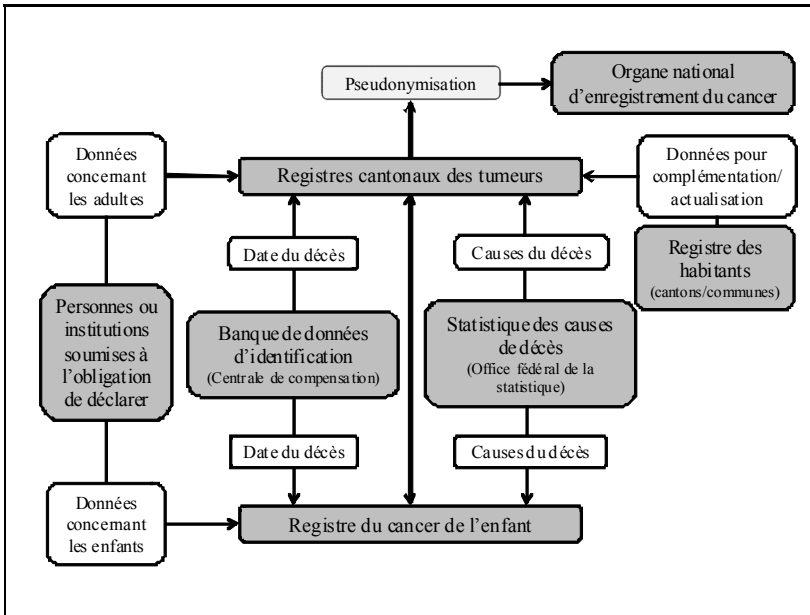 Pseudonymisation
Organe national
d'enregistrement du cancer
Données
concernant
les adultes
Registres cantonaux des tumeurs
Données pour
complémentation/
actualisation
Date du décès
Causes du décès
Registre des
habitants
(cantons/communes)
Personnes ou
institutions
soumises à
l'obligation
de déclarer
Banque de données
d'identification
(Centrale de compensation)
Statistique des causes
de décès
(Office fédéral de la
statistique)
Date du décès
Causes du décès
Données
concernant
les enfants
Registre du cancer de l'enfant